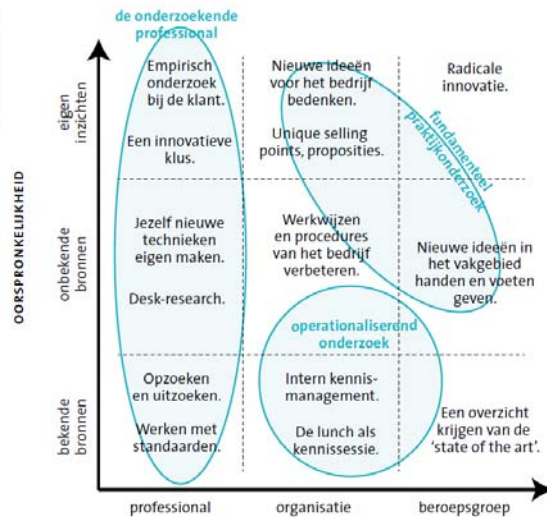 de onderzoekende
professional
Empirisch
onderzoek
bij de klant.
Een innovatieve
klus.
Nieuwe ideeën
voor het bedrijf
bedenken.
Unique selling
points, proposities.
Radicale
innovatie.
fundamenteel
praktijkonderzoek
eigen
inzichten
Jezelf nieuwe
technieken
eigen maken.
Desk-research.
Werkwijzen
en procedures
van het bedrijf
verbeteren.
Nieuwe ideeën in
het vakgebied
handen en voeten
geven.
onbekende
bronnen
OORSPRONKELIJKHEID
operationaliserend
onderzoek
Opzoeken
en uitzoeken.
Werken met
standaarden.
Intern kennis-
management.
De lunch als
kennissessie.
Een overzicht
krijgen van de
‘state of the art’.
bekende
bronnen
professional
organisatie
beroepsgroep